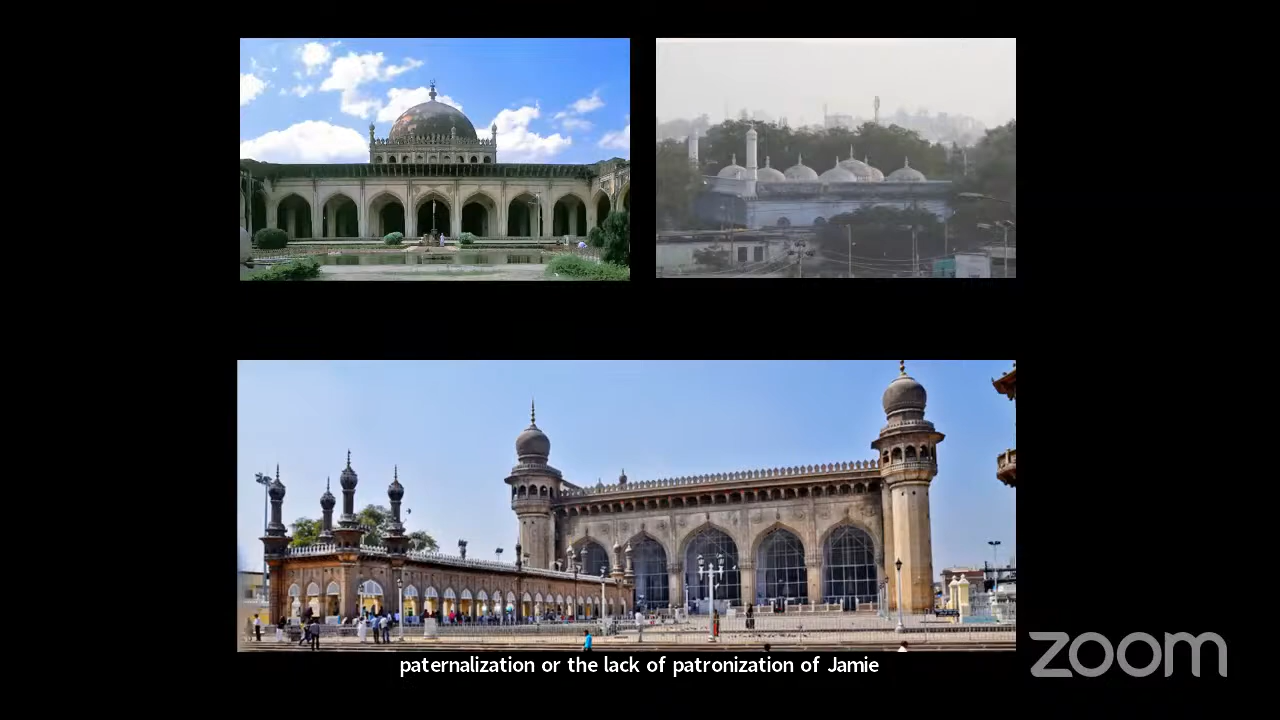 paternalization or the lack of patronization of Jamie
zoom